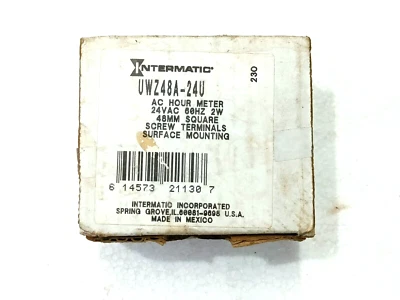 INTERMATIC®
UWZ48A-24U
AC HOUR METER
24VAC 60HZ 2W
48MM SQUARE
SCREW TERMINALS
SURFACE MOUNTING
230
6 14573 21130 7
INTERMATIC INCORPORATED
SPRING GROVE,IL.60081-9698 U.S.A.
MADE IN MEXICO